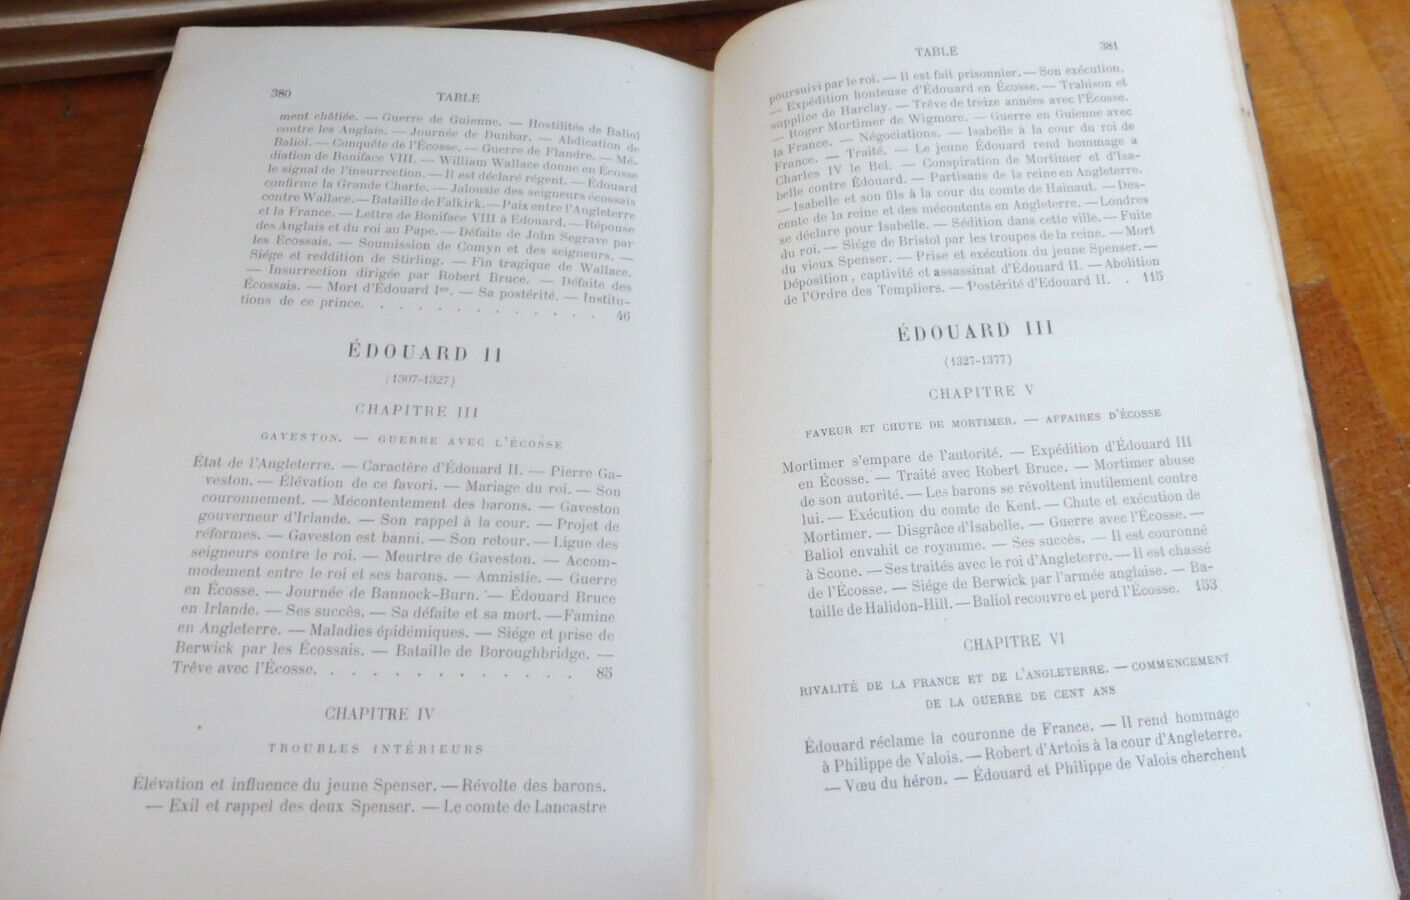 380
TABLE
ment châtiée. — Guerre de Guienne. — Hostilités de Baliol
contre les Anglais. — Journée de Dunbar. — Abdication de
Baliol. — Conquête de l'Écosse. — Guerre de Flandre. — Mé-
diation de Boniface VIII. — William Wallace donne en Écosse
le signal de l'insurrection. — Il est déclaré régent. — Édouard
confirme la Grande Charte. — Jalousie des seigneurs écossais
contre Wallace. — Bataille de Falkirk. — Paix entre l'Angleterre
et la France. — Lettre de Boniface VIII à Édouard. — Réponse
des Anglais et du roi au Pape. — Défaite de John Segrave par
les Écossais. — Soumission de Comyn et des seigneurs. —
Siége et reddition de Stirling. — Fin tragique de Wallace.
— Insurrection dirigée par Robert Bruce. — Défaite des
Écossais. — Mort d'Édouard Ier. — Sa postérité. — Institu-
tions de ce prince. . . . . . . . . . . . . 46
ÉDOUARD II
(1307-1327)
CHAPITRE III
GAVESTON. — GUERRE AVEC L'ÉCOSSE
État de l'Angleterre. — Caractère d'Édouard II. — Pierre Ga-
veston. — Élévation de ce favori. — Mariage du roi. — Son
couronnement. — Mécontentement des barons. — Gaveston
gouverneur d'Irlande. — Son rappel à la cour. — Projet de
réformes. — Gaveston est banni. — Son retour. — Ligue des
seigneurs contre le roi. — Meurtre de Gaveston. — Accom-
modement entre le roi et ses barons. — Amnistie. — Guerre
en Écosse. — Journée de Bannock-Burn. — Édouard Bruce
en Irlande. — Ses succès. — Sa défaite et sa mort. — Famine
en Angleterre. — Maladies épidémiques. — Siége et prise de
Berwick par les Écossais. — Bataille de Boroughbridge. —
Trêve avec l'Écosse. . . . . . . . . . . . 85
CHAPITRE IV
TROUBLES INTÉRIEURS
Élévation et influence du jeune Spenser. — Révolte des barons.
— Exil et rappel des deux Spenser. — Le comte de Lancastre
TABLE
381
poursuivi par le roi. — Il est fait prisonnier. — Son exécution.
— Expédition honteuse d'Édouard en Écosse. — Trahison et
supplice de Harclay. — Trêve de treize années avec l'Écosse.
— Roger Mortimer de Wigmore. — Guerre en Guienne avec
la France. — Négociations. — Isabelle à la cour du roi de
France. — Traité. — Le jeune Édouard rend hommage à
Charles IV le Bel. — Conspiration de Mortimer et d'Isa-
belle contre Édouard. — Partisans de la reine en Angleterre.
— Isabelle et son fils à la cour du comte de Hainaut. — Des-
cente de la reine et des mécontents en Angleterre. — Londres
se déclare pour Isabelle. — Sédition dans cette ville. — Fuite
du roi. — Siége de Bristol par les troupes de la reine. — Mort
du vieux Spenser. — Prise et exécution du jeune Spenser. —
Déposition, captivité et assassinat d'Édouard II. — Abolition
de l'Ordre des Templiers. — Postérité d'Edouard II. . 115
ÉDOUARD III
(1327-1377)
CHAPITRE V
FAVEUR ET CHUTE DE MORTIMER. — AFFAIRES D'ÉCOSSE
Mortimer s'empare de l'autorité. — Expédition d'Édouard III
en Écosse. — Traité avec Robert Bruce. — Mortimer abuse
de son autorité. — Les barons se révoltent inutilement contre
lui. — Exécution du comte de Kent. — Chute et exécution de
Mortimer. — Disgrâce d'Isabelle. — Guerre avec l'Écosse. —
Baliol envahit ce royaume. — Ses succès. — Il est couronné
à Scone. — Ses traités avec le roi d'Angleterre. — Il est chassé
de l'Écosse. — Siége de Berwick par l'armée anglaise. — Ba-
taille de Halidon-Hill. — Baliol recouvre et perd l'Écosse. 153
CHAPITRE VI
RIVALITÉ DE LA FRANCE ET DE L'ANGLETERRE. — COMMENCEMENT
DE LA GUERRE DE CENT ANS
Édouard réclame la couronne de France. — Il rend hommage
à Philippe de Valois. — Robert d'Artois à la cour d'Angleterre.
— Vœu du héron. — Édouard et Philippe de Valois cherchent